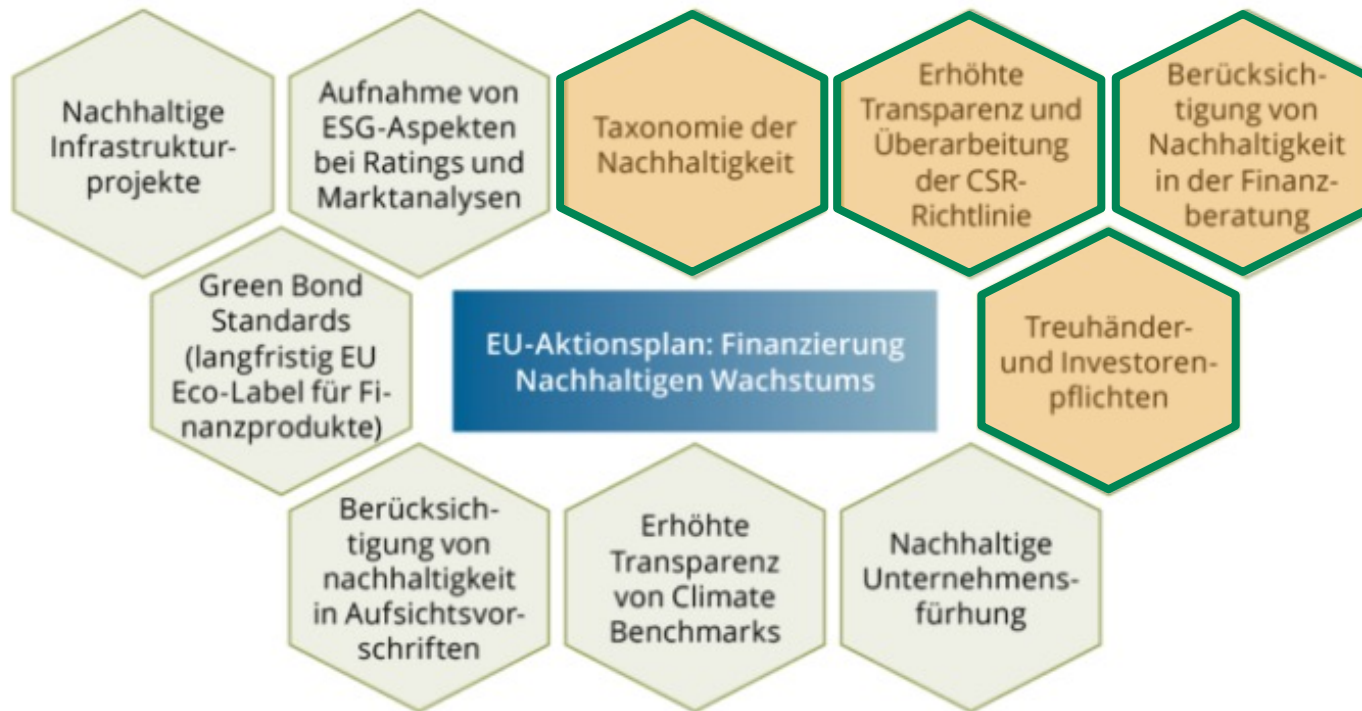 Nachhaltige
Infrastruktur-
projekte
Aufnahme von
ESG-Aspekten
bei Ratings und
Marktanalysen
Taxonomie der
Nachhaltigkeit
Erhöhte
Transparenz und
Überarbeitung
der CSR-
Richtlinie
Berücksich-
tigung von
Nachhaltigkeit
in der Finanz-
beratung
Green Bond
Standards
(langfristig EU
Eco-Label für Fi-
nanzprodukte)
EU-Aktionsplan: Finanzierung
Nachhaltigen Wachstums
Treuhänder-
und Investoren-
pflichten
Berücksich-
tigung von
nachhaltigkeit
in Aufsichtsvor-
schriften
Erhöhte
Transparenz
von Climate
Benchmarks
Nachhaltige
Unternehmens-
fürhung